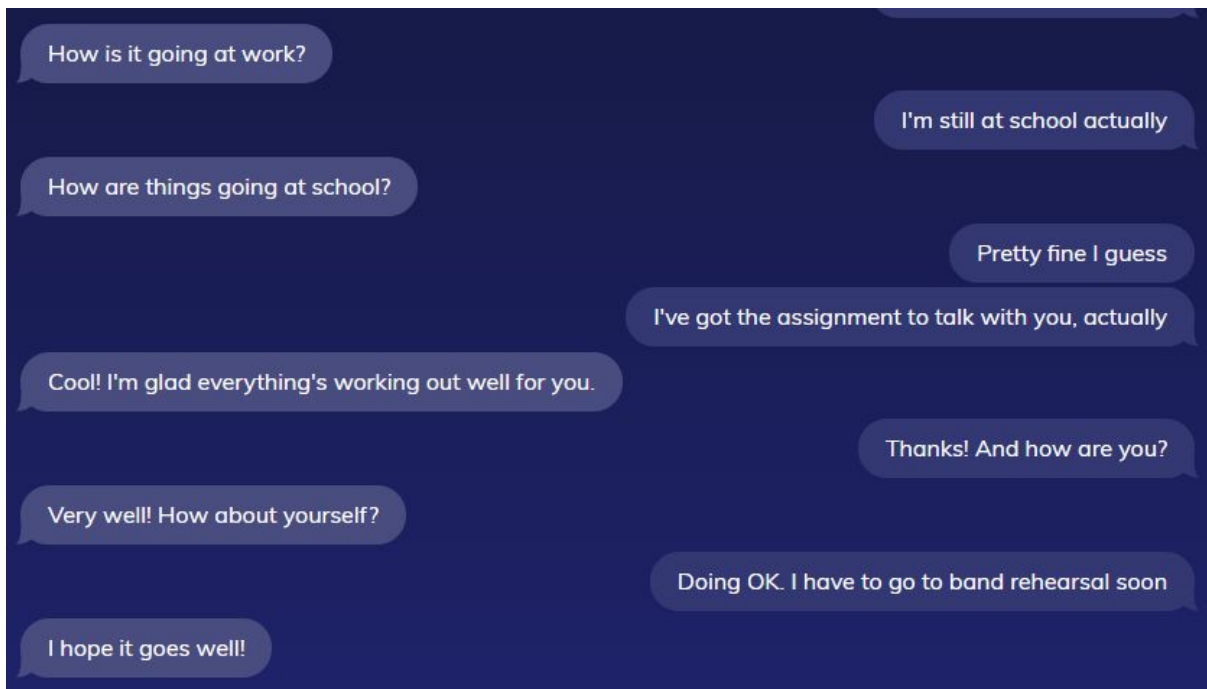 How is it going at work?
I'm still at school actually
How are things going at school?
Pretty fine I guess
I've got the assignment to talk with you, actually
Cool! I'm glad everything's working out well for you.
Thanks! And how are you?
Very well! How about yourself?
Doing OK. I have to go to band rehearsal soon
I hope it goes well!